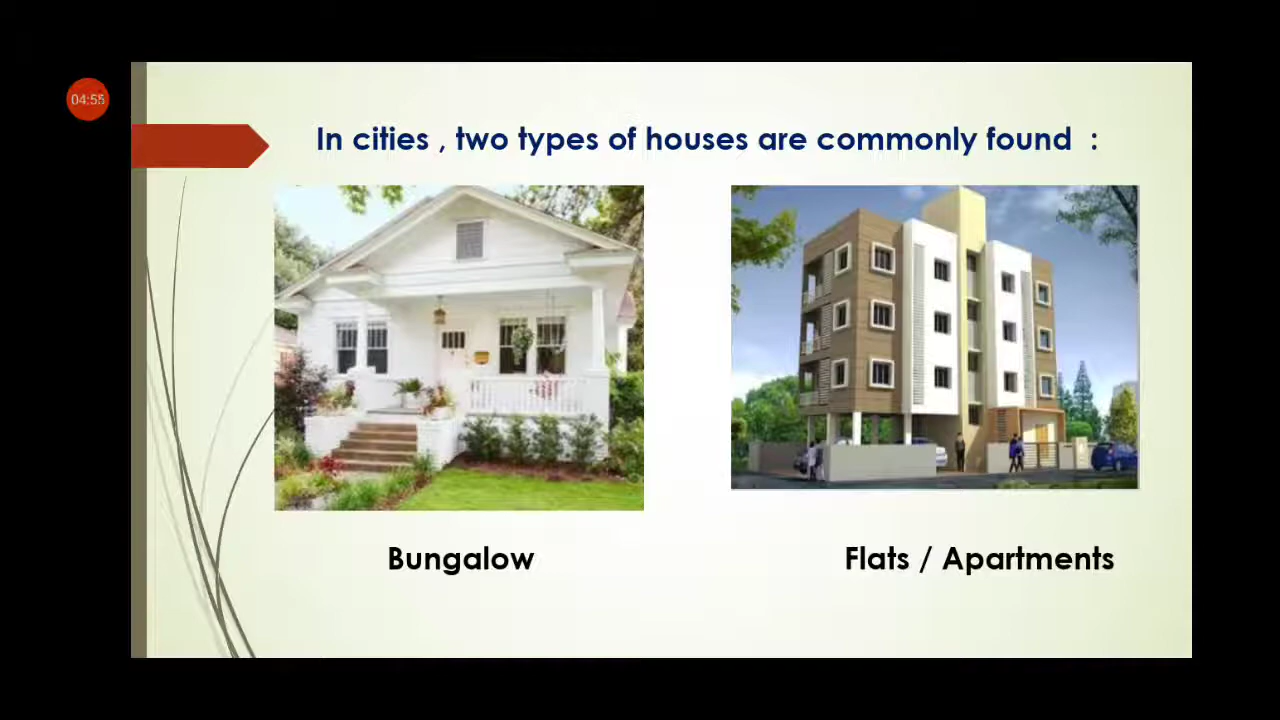 04:55
In cities , two types of houses are commonly found :
Bungalow
Flats / Apartments